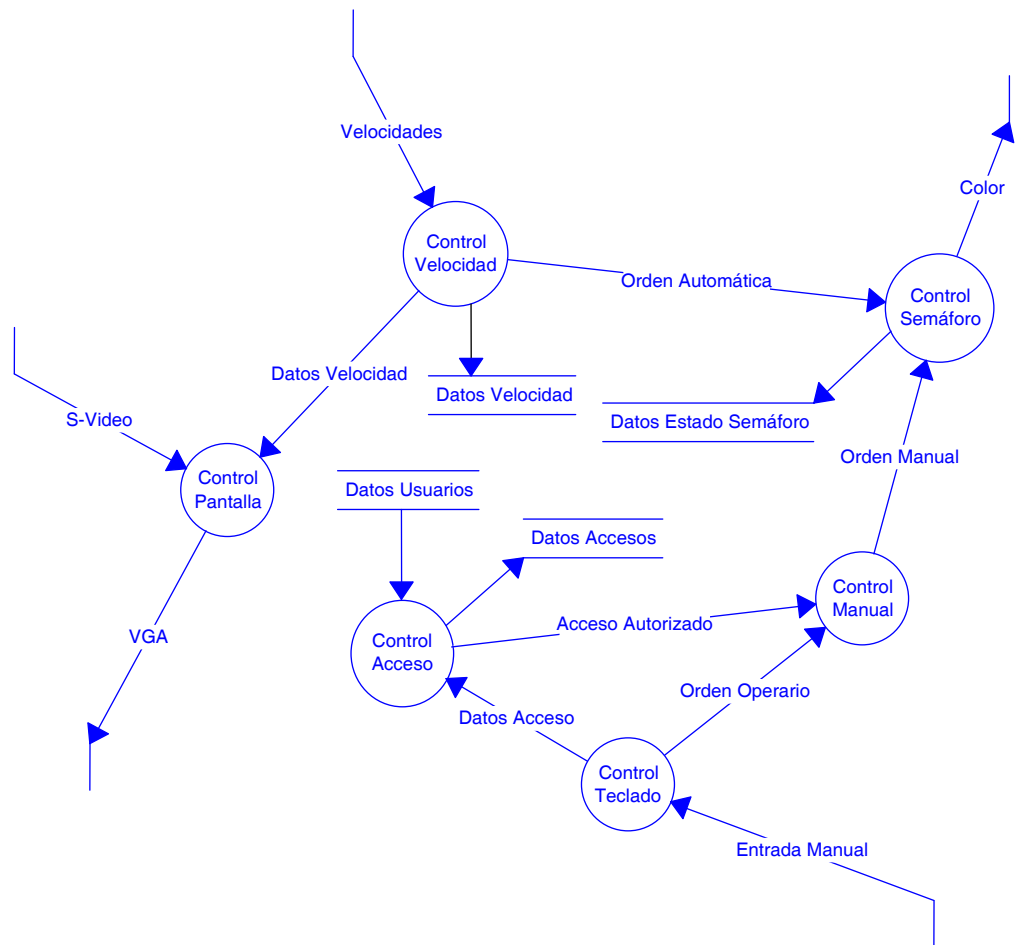 Velocidades
Color
Control
Velocidad
Orden Automática
Control
Semáforo
Datos Velocidad
Datos Velocidad
S-Video
Datos Estado Semáforo
Orden Manual
Control
Pantalla
Datos Usuarios
Datos Accesos
Control
Manual
VGA
Acceso Autorizado
Control
Acceso
Orden Operario
Datos Acceso
Control
Teclado
Entrada Manual